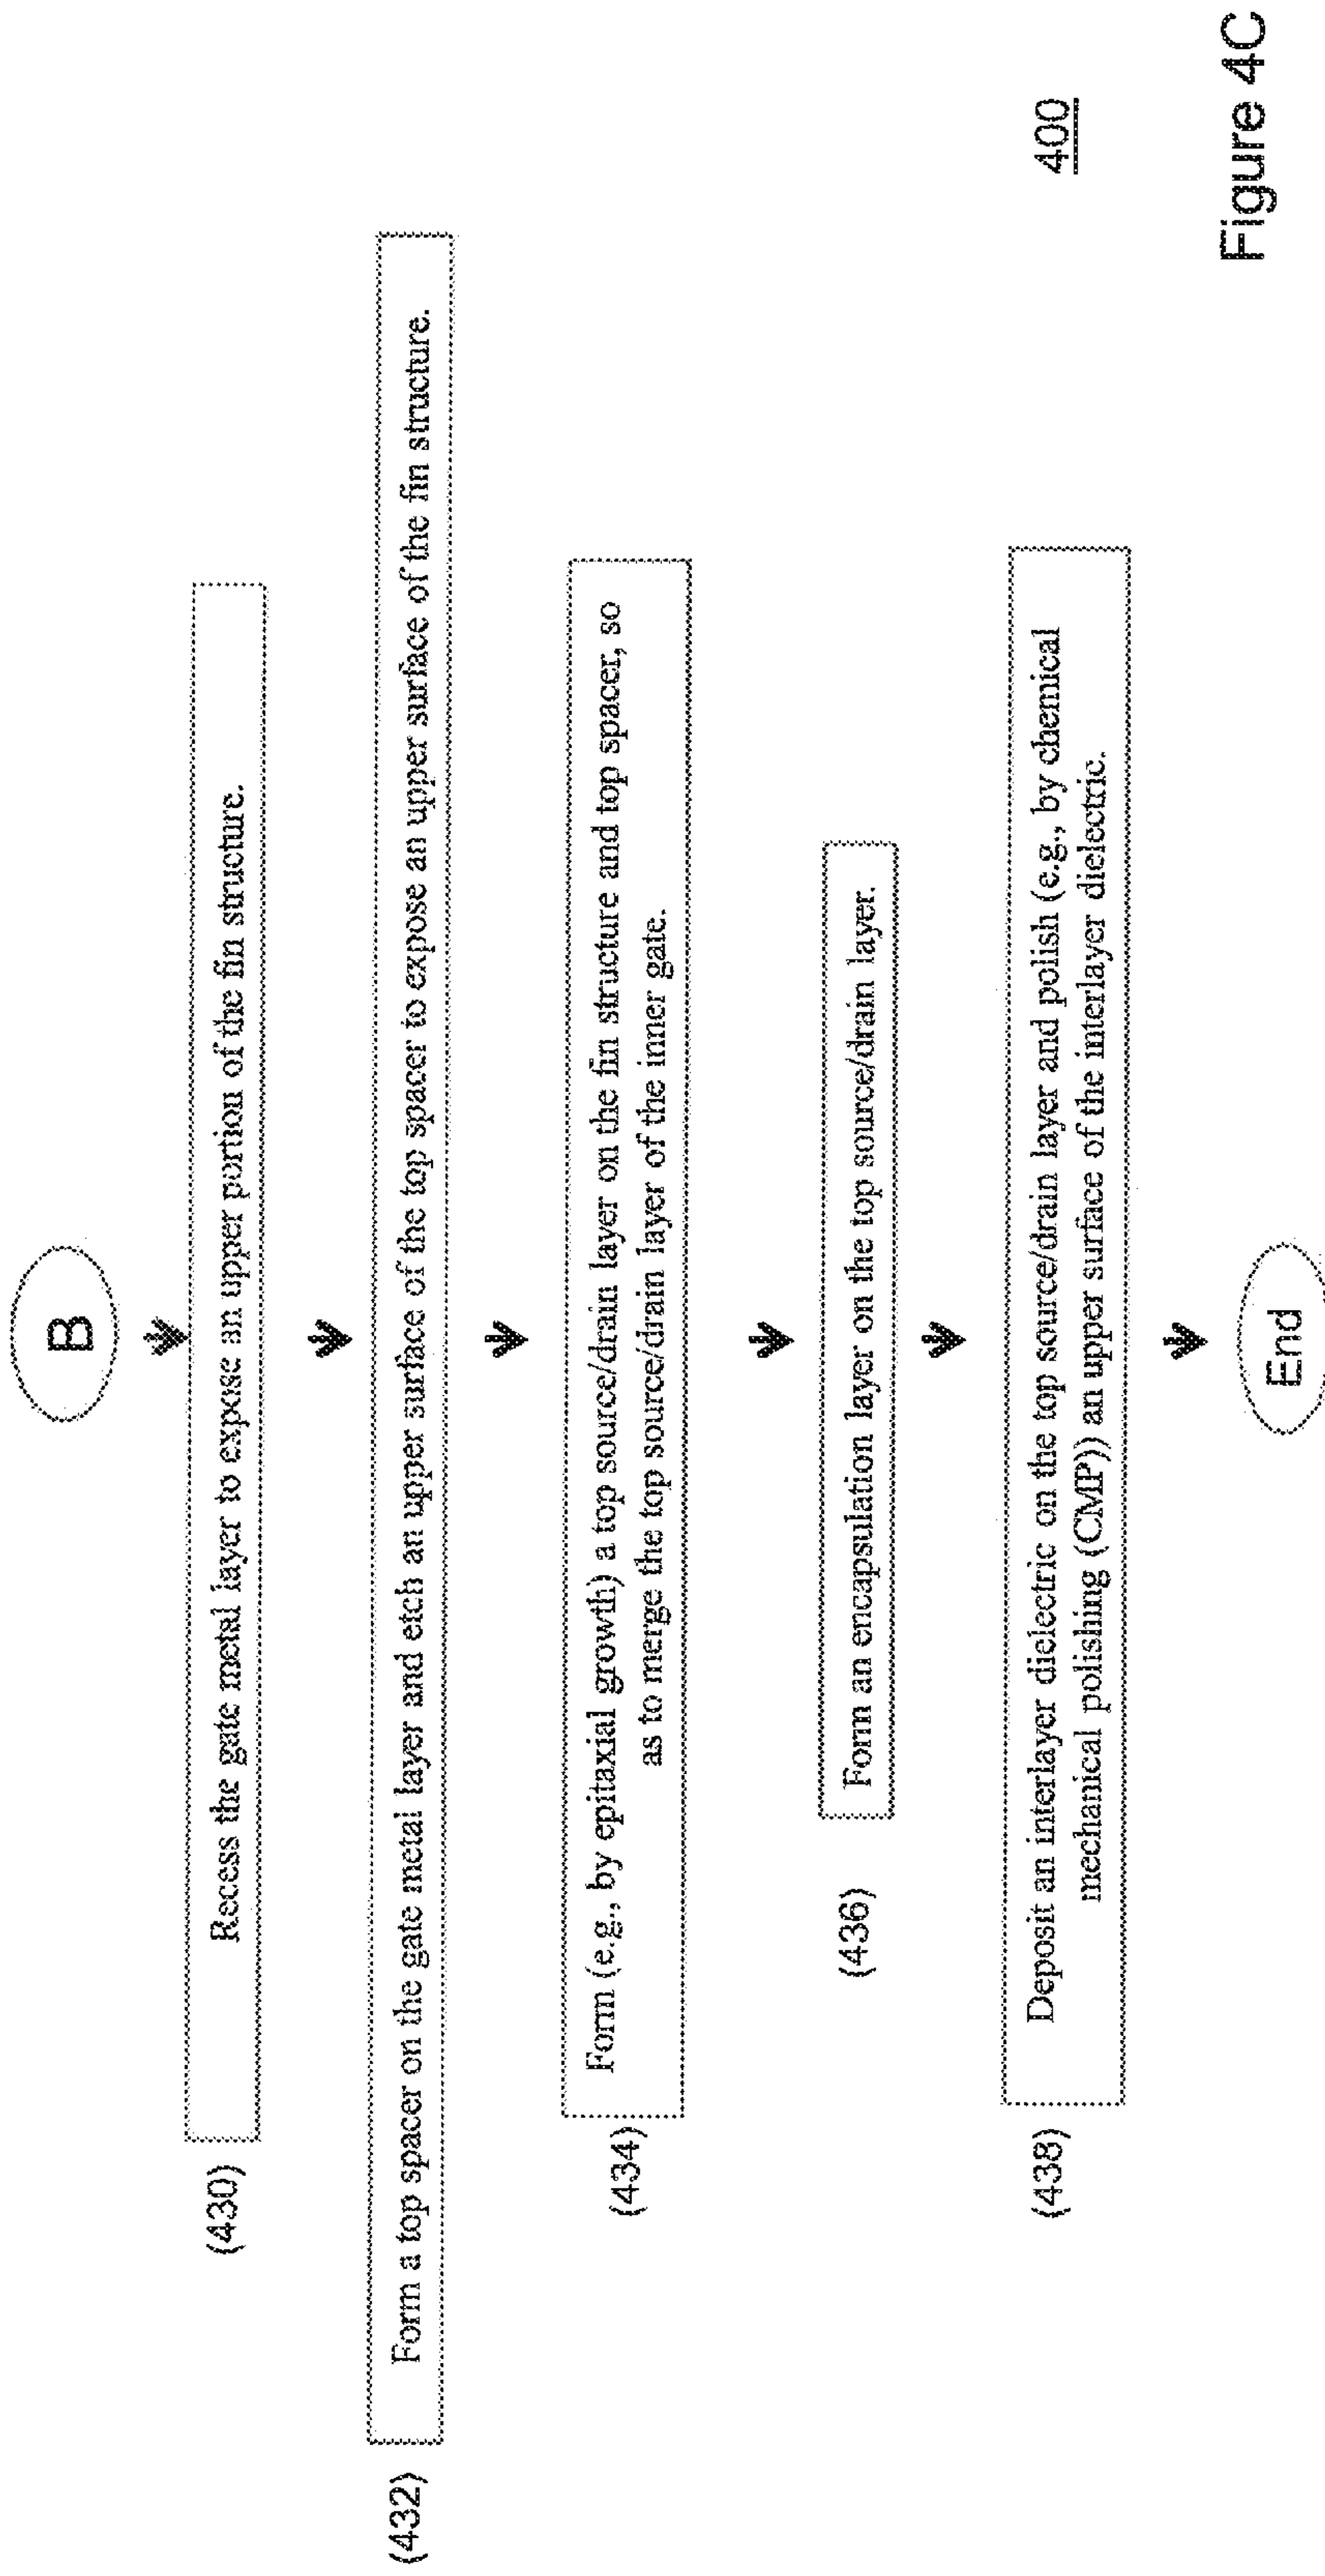 B
(430)
Recess the gate metal layer to expose an upper portion of the fin structure.
(432)
Form a top spacer on the gate metal layer and etch an upper surface of the top spacer to expose an upper surface of the fin structure.
(434)
Form (e.g., by epitaxial growth) a top source/drain layer on the fin structure and top spacer, so
as to merge the top source/drain layer of the inner gate.
(436)
Form an encapsulation layer on the top source/drain layer.
(438)
Deposit an interlayer dielectric on the top source/drain layer and polish (e.g., by chemical
mechanical polishing (CMP)) an upper surface of the interlayer dielectric.
End
400
Figure 4C